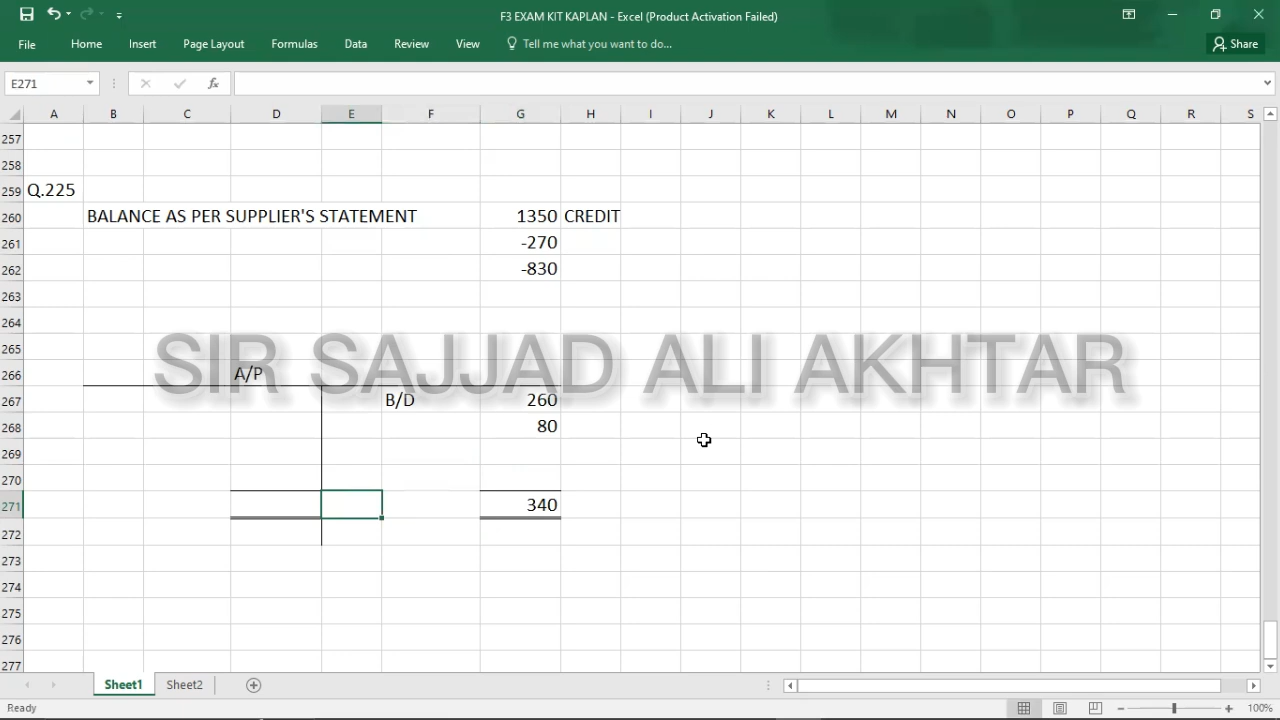 F3 EXAM KIT KAPLAN - Excel (Product Activation Failed)
File Home Insert Page Layout Formulas Data Review View Tell me what you want to do... Share
E271 fx
A B C D E F G H I J K L M N O P Q R S
257
258
259 Q.225
260 BALANCE AS PER SUPPLIER'S STATEMENT 1350 CREDIT
261 -270
262 -830
263
264
265
SIR SAJJAD ALI AKHTAR
266 A/P
267 B/D 260
268 80
269
270
271 340
272
273
274
275
276
277
Sheet1 Sheet2
Ready 100%